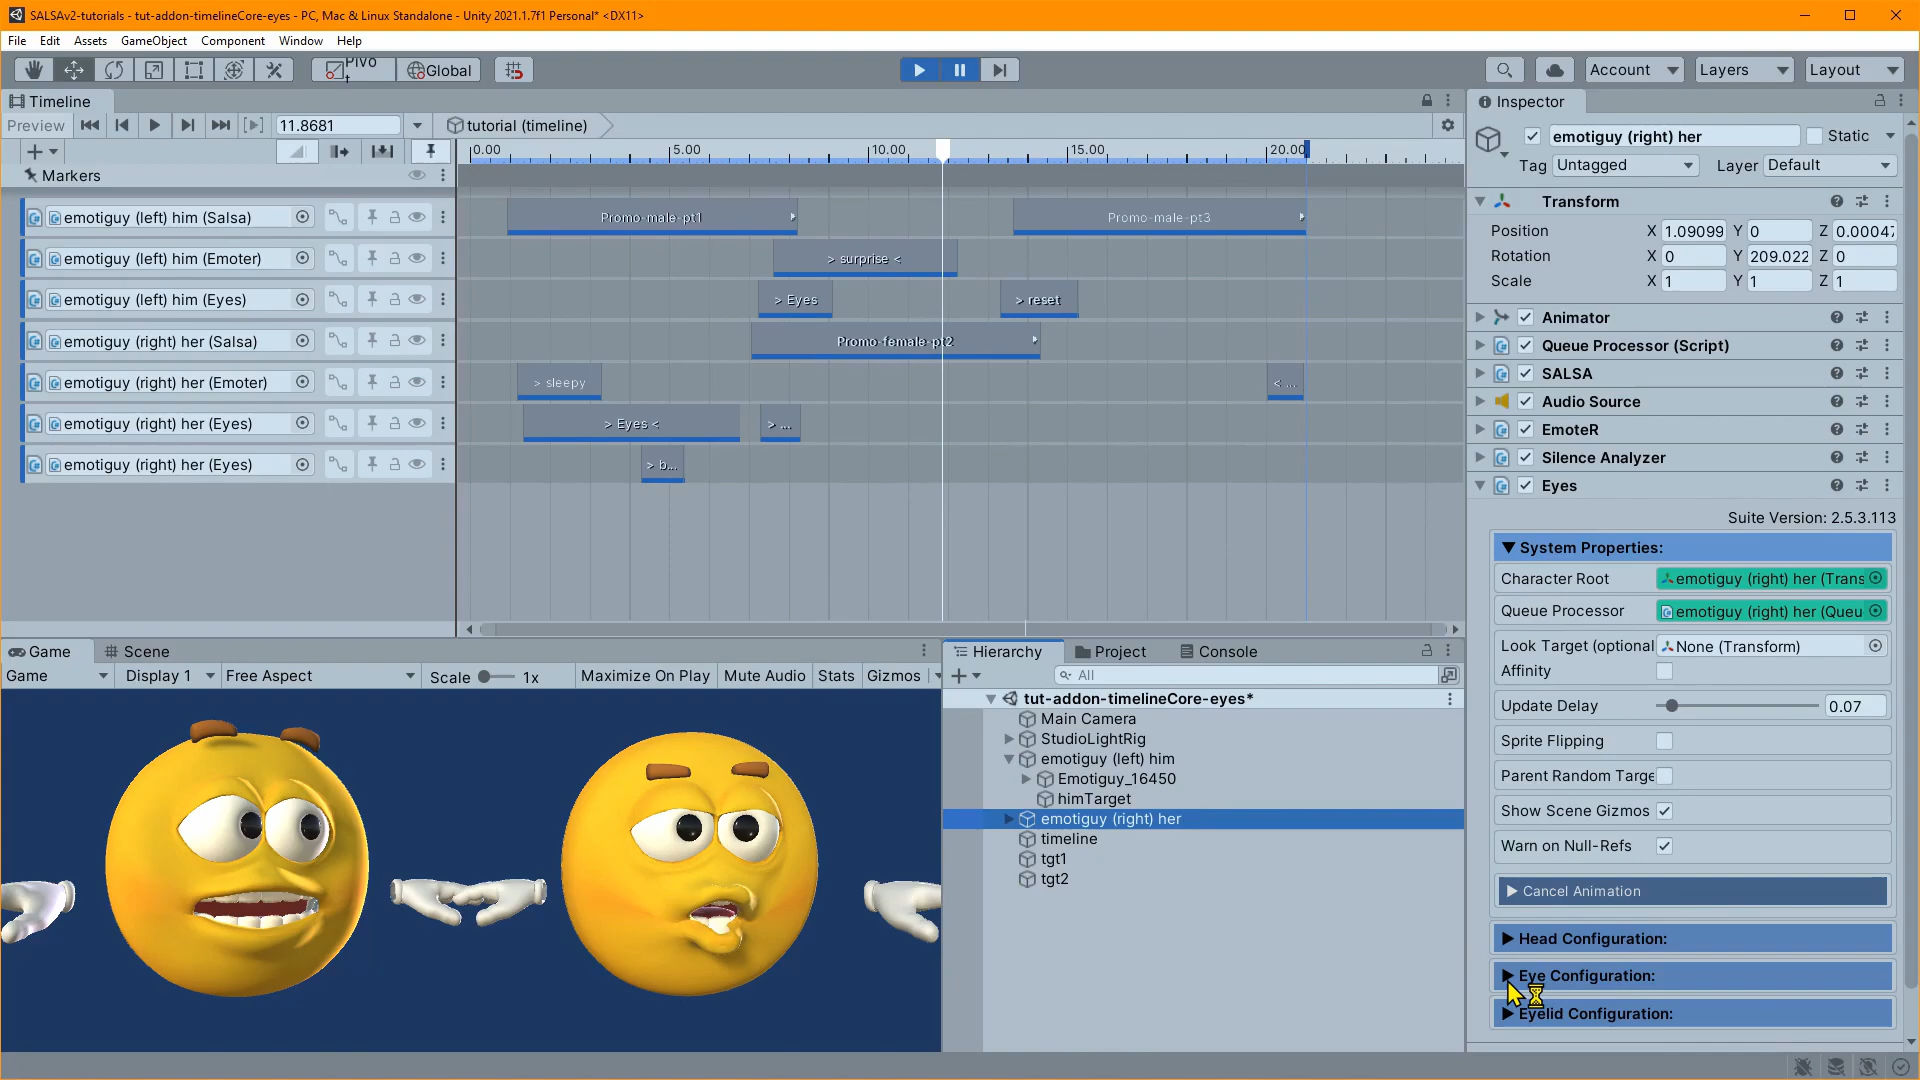 SALSAv2-tutorials - tut-addon-timelineCore-eyes - PC, Mac & Linux Standalone - Unity 2021.1.7f1 Personal* <DX11>
File Edit Assets GameObject Component Window Help
Pivot Global Account Layers Layout
Timeline
Preview 11.8681 tutorial (timeline)
0.00 5.00 10.00 15.00 20.00
Markers
emotiguy (left) him (Salsa) Promo-male-pt1 Promo-male-pt3
emotiguy (left) him (Emoter) > surprise <
emotiguy (left) him (Eyes) > Eyes > reset
emotiguy (right) her (Salsa) Promo-female-pt2
emotiguy (right) her (Emoter) > sleepy < ...
emotiguy (right) her (Eyes) > Eyes < > ...
emotiguy (right) her (Eyes) > b...
Game Scene
Game Display 1 Free Aspect Scale 1x Maximize On Play Mute Audio Stats Gizmos
Hierarchy Project Console
All
tut-addon-timelineCore-eyes*
Main Camera
StudioLightRig
emotiguy (left) him
Emotiguy_16450
himTarget
emotiguy (right) her
timeline
tgt1
tgt2
Inspector
emotiguy (right) her Static
Tag Untagged Layer Default
Transform
Position X 1.09099 Y 0 Z 0.00047
Rotation X 0 Y 209.022 Z 0
Scale X 1 Y 1 Z 1
Animator
Queue Processor (Script)
SALSA
Audio Source
EmoteR
Silence Analyzer
Eyes
Suite Version: 2.5.3.113
System Properties:
Character Root emotiguy (right) her (Trans
Queue Processor emotiguy (right) her (Queu
Look Target (optional None (Transform)
Affinity
Update Delay 0.07
Sprite Flipping
Parent Random Targe
Show Scene Gizmos
Warn on Null-Refs
Cancel Animation
Head Configuration:
Eye Configuration:
Eyelid Configuration: